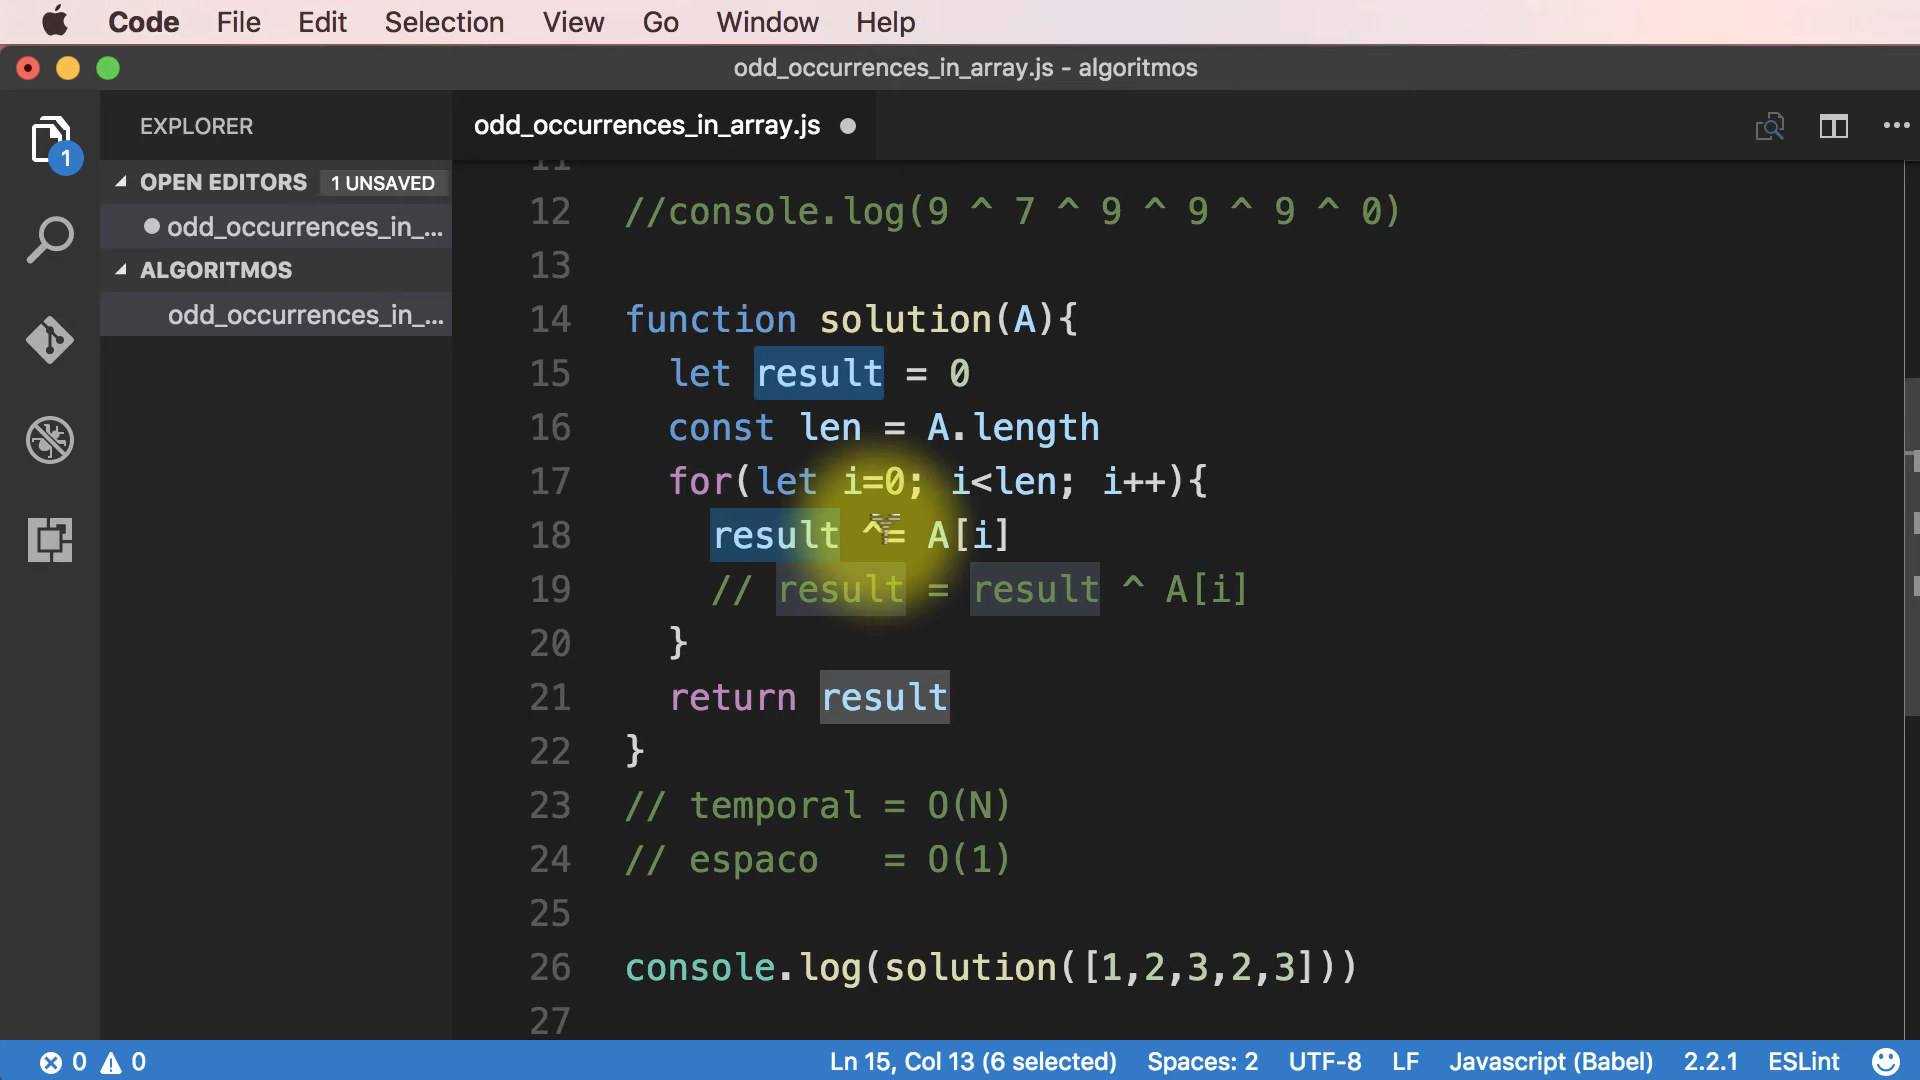 Code File Edit Selection View Go Window Help
odd_occurrences_in_array.js - algoritmos
EXPLORER
odd_occurrences_in_array.js
1
OPEN EDITORS 1 UNSAVED
odd_occurrences_in_...
ALGORITMOS
odd_occurrences_in_...
11
12 //console.log(9 ^ 7 ^ 9 ^ 9 ^ 9 ^ 0)
13
14 function solution(A){
15 let result = 0
16 const len = A.length
17 for(let i=0; i<len; i++){
18 result ^= A[i]
19 // result = result ^ A[i]
20 }
21 return result
22 }
23 // temporal = O(N)
24 // espaco   = O(1)
25
26 console.log(solution([1,2,3,2,3]))
27
0 0 Ln 15, Col 13 (6 selected) Spaces: 2 UTF-8 LF Javascript (Babel) 2.2.1 ESLint